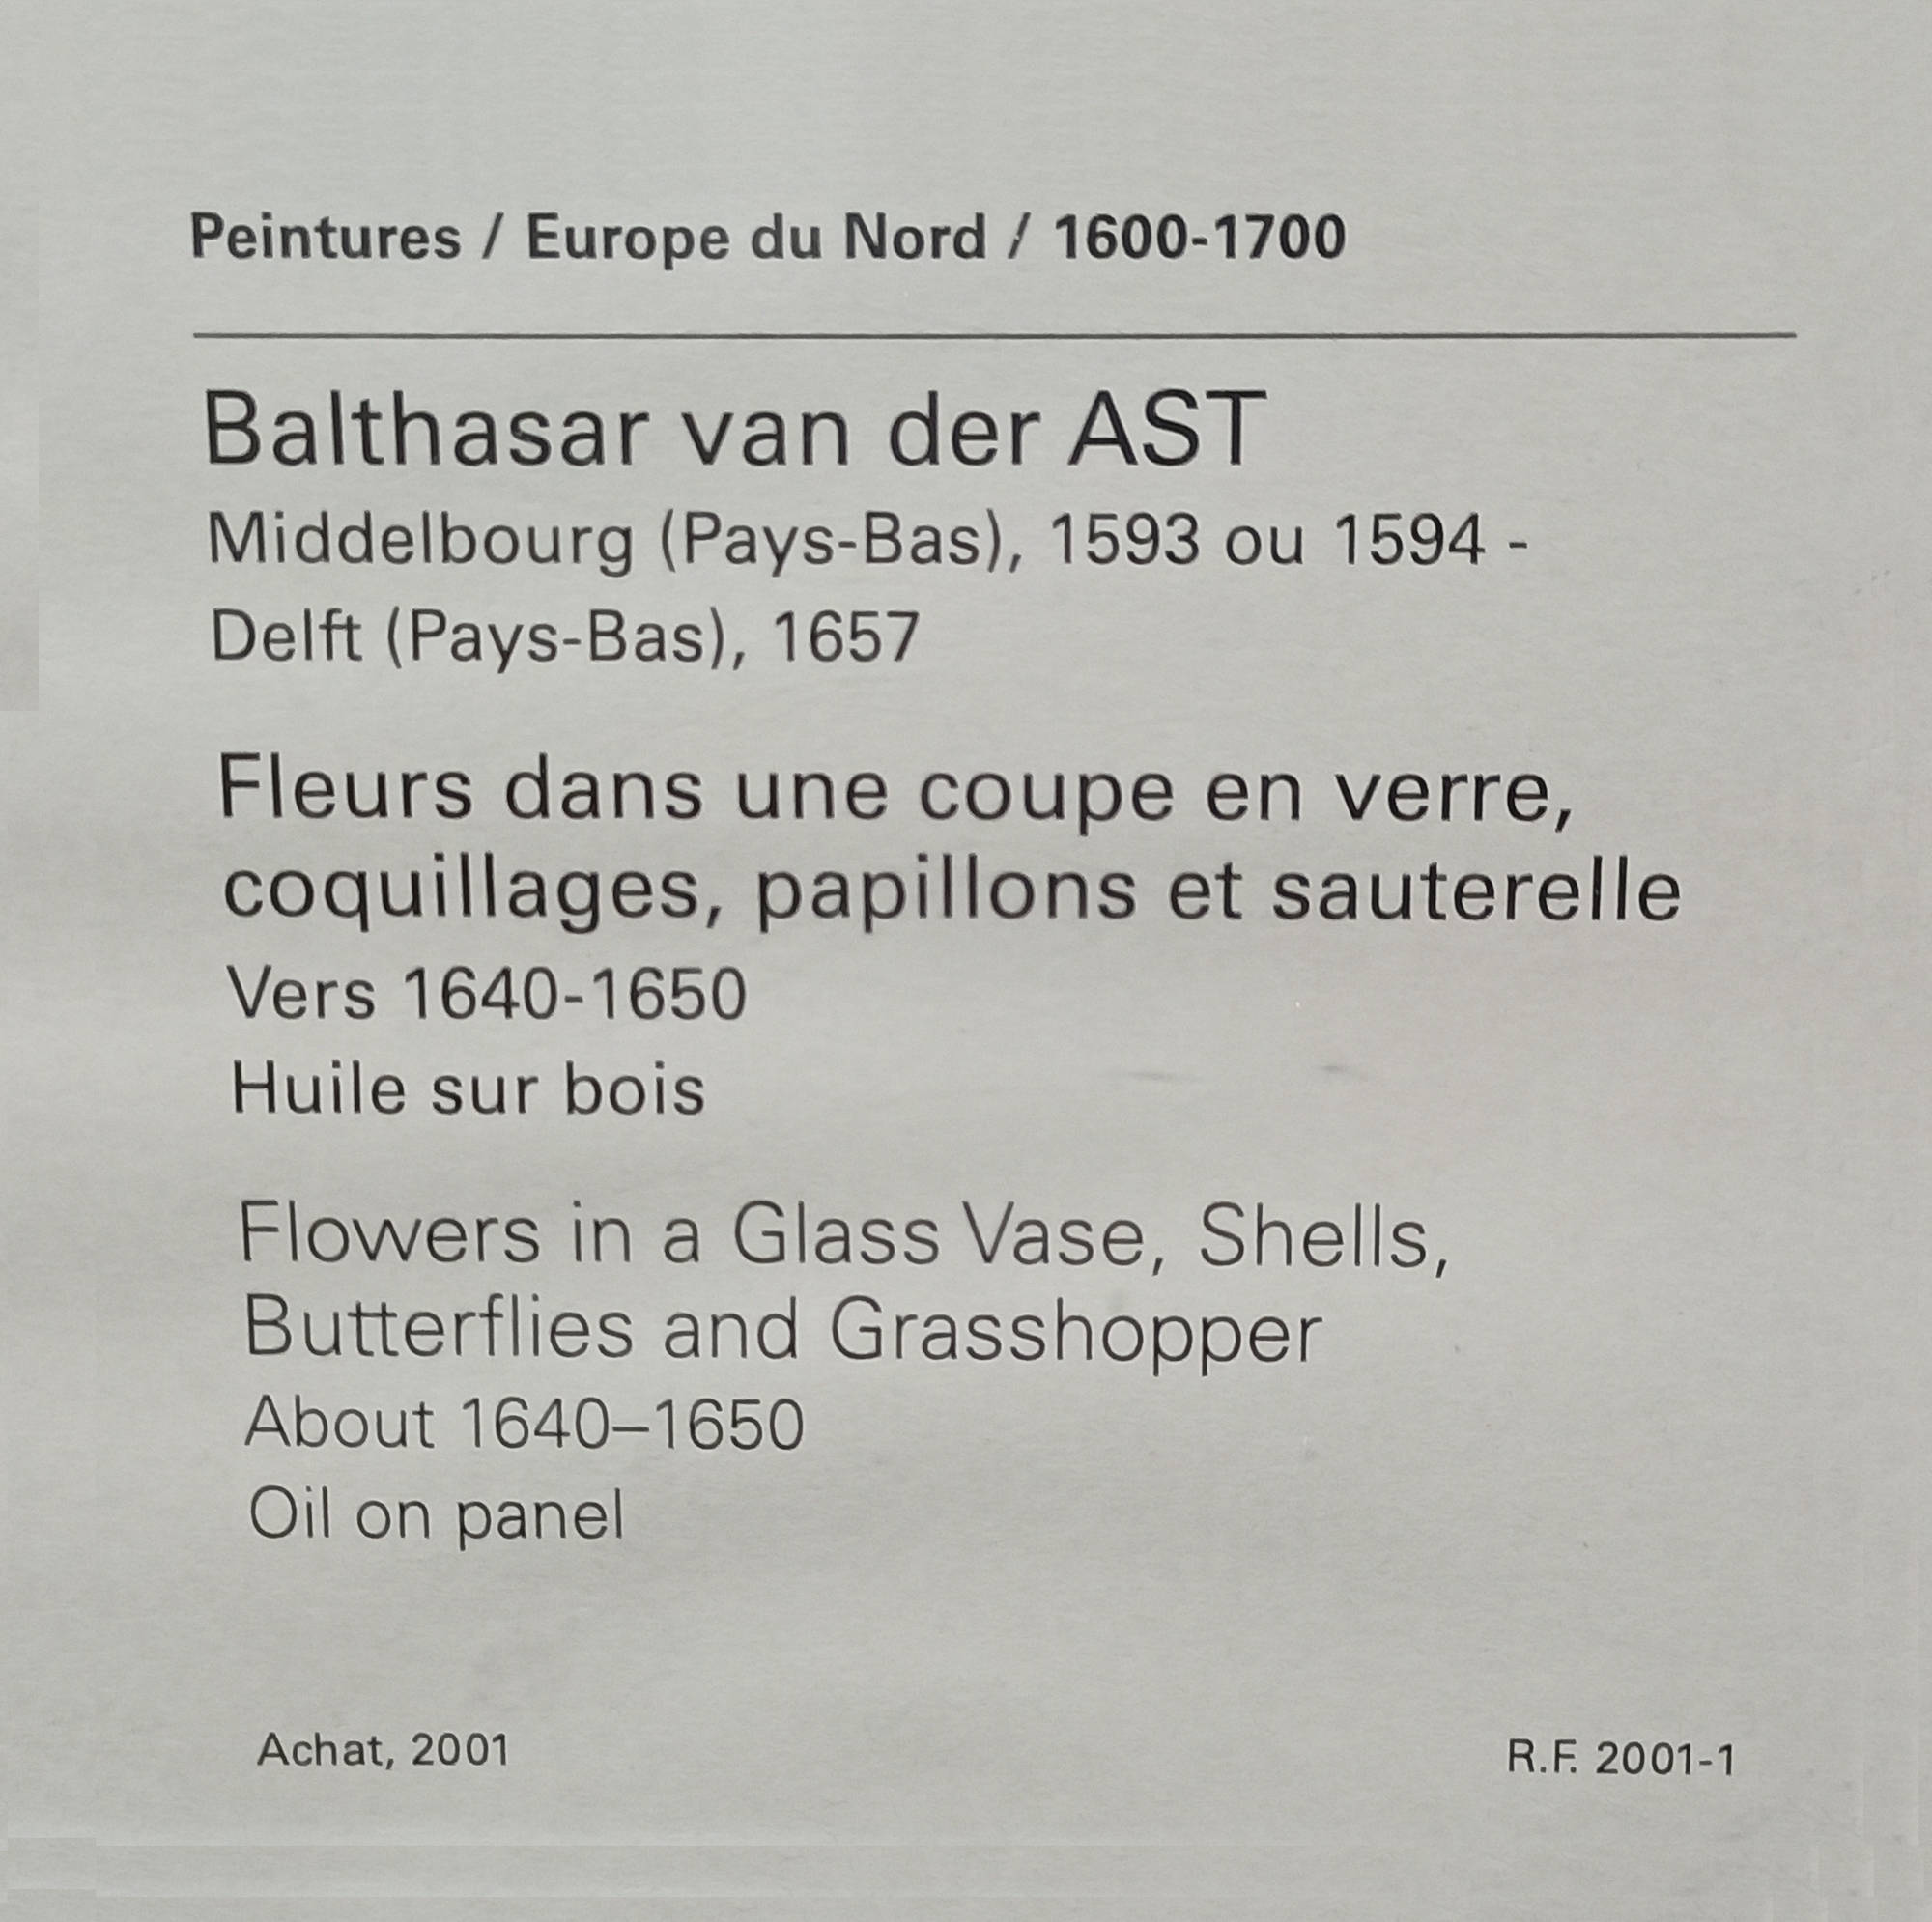 Peintures / Europe du Nord / 1600-1700
Balthasar van der AST
Middelbourg (Pays-Bas), 1593 ou 1594 -
Delft (Pays-Bas), 1657
Fleurs dans une coupe en verre,
coquillages, papillons et sauterelle
Vers 1640-1650
Huile sur bois
Flowers in a Glass Vase, Shells,
Butterflies and Grasshopper
About 1640–1650
Oil on panel
Achat, 2001
R.F. 2001-1